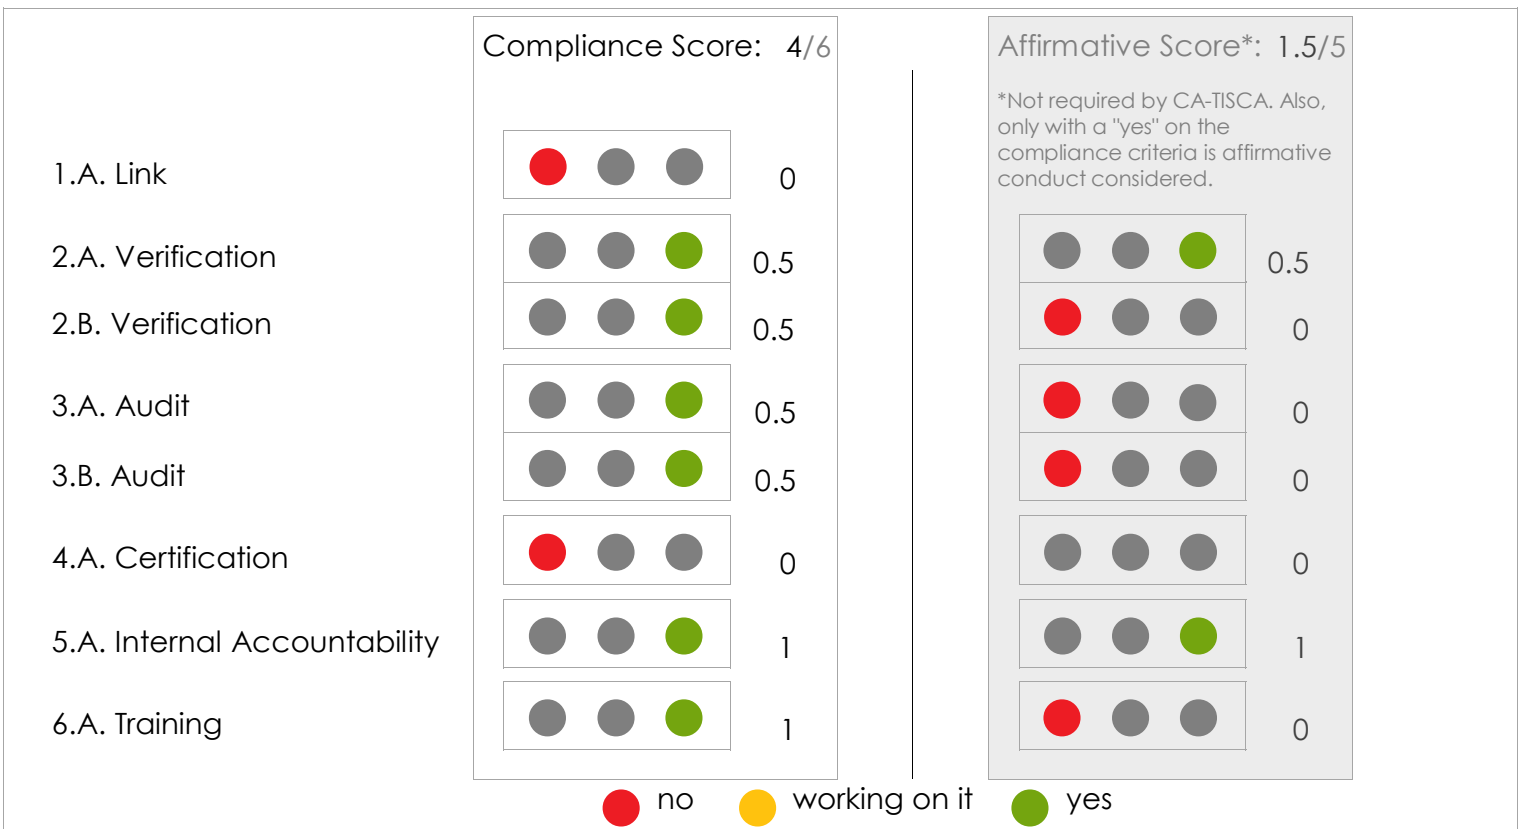 Compliance Score: 4/6
Affirmative Score*: 1.5/5
*Not required by CA-TISCA. Also,
only with a "yes" on the
compliance criteria is affirmative
conduct considered.
1.A. Link 0
2.A. Verification 0.5 0.5
2.B. Verification 0.5 0
3.A. Audit 0.5 0
3.B. Audit 0.5 0
4.A. Certification 0 0
5.A. Internal Accountability 1 1
6.A. Training 1 0
no working on it yes